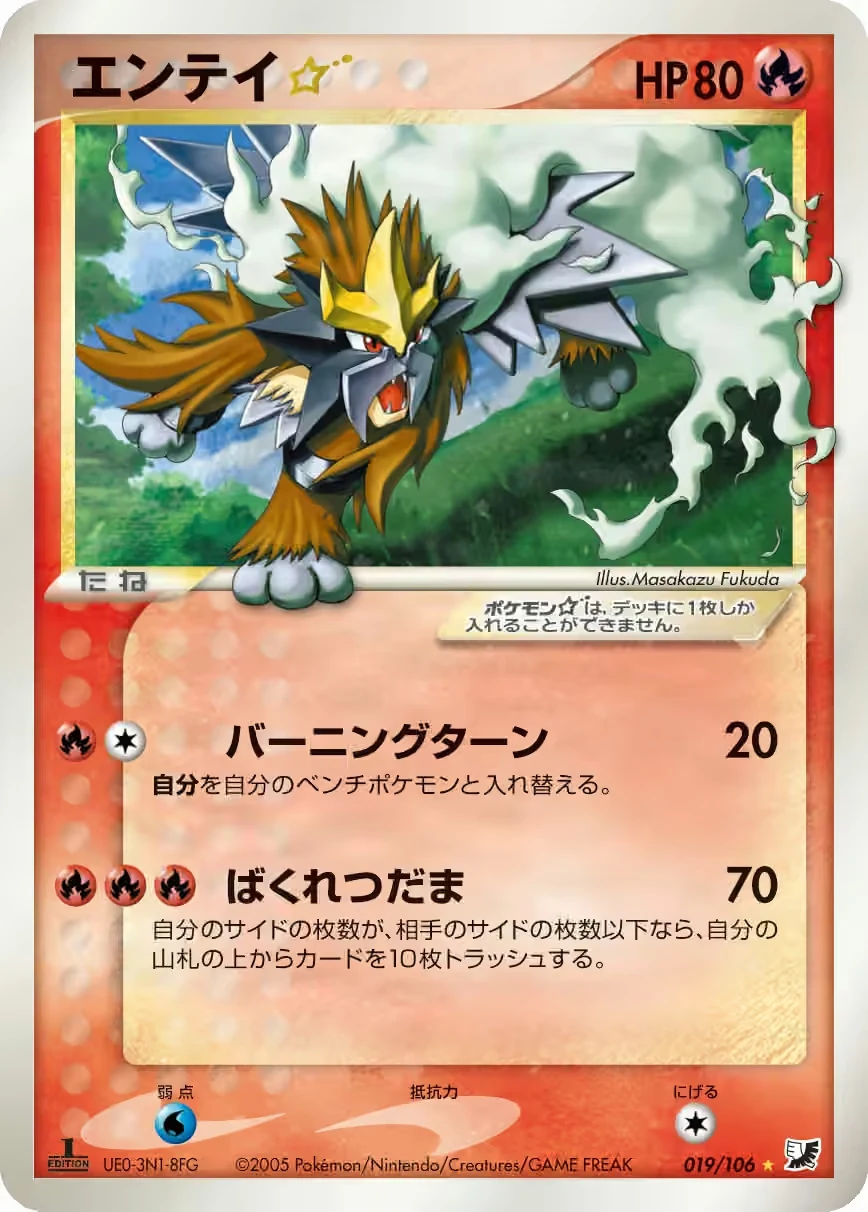 エンテイ☆ HP80
たね
Illus.Masakazu Fukuda
ポケモン☆は、デッキに1枚しか
入れることができません。
バーニングターン 20
自分を自分のベンチポケモンと入れ替える。
ばくれつだま 70
自分のサイドの枚数が、相手のサイドの枚数以下なら、自分の
山札の上からカードを10枚トラッシュする。
弱点 抵抗力 にげる
1 EDITION UE0-3N1-8FG ©2005 Pokémon/Nintendo/Creatures/GAME FREAK 019/106 ★